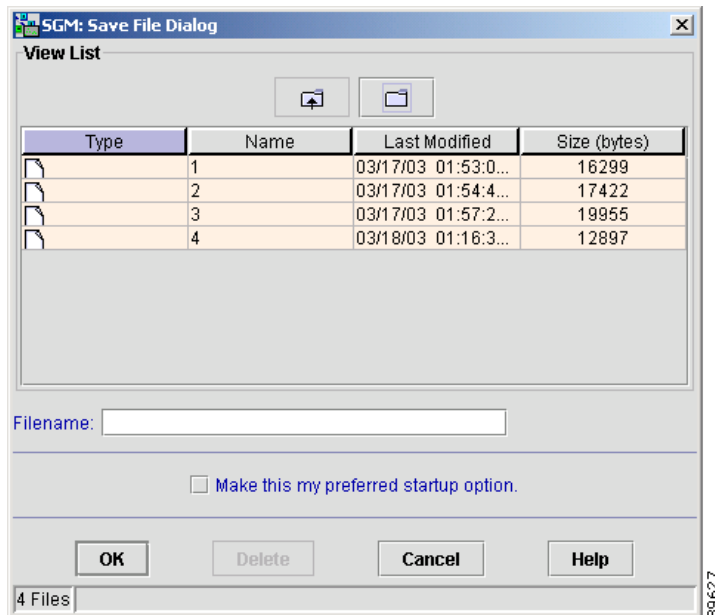 SGM: Save File Dialog
View List
Type Name Last Modified Size (bytes)
1 03/17/03 01:53:0... 16299
2 03/17/03 01:54:4... 17422
3 03/17/03 01:57:2... 19955
4 03/18/03 01:16:3... 12897
Filename:
Make this my preferred startup option.
OK Delete Cancel Help
4 Files
89627